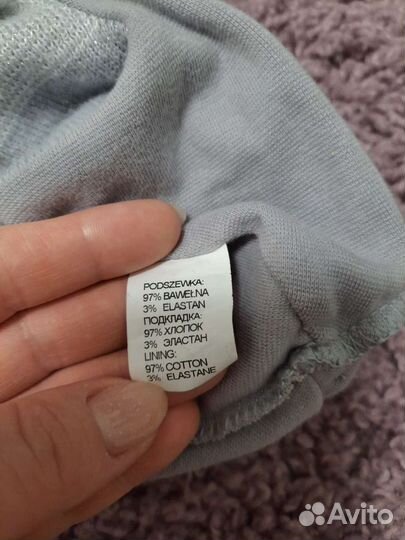 PODSZEWKA:
97% BAWEŁNA
3% ELASTAN
ПОДКЛАДКА:
97% ХЛОПОК
3% ЭЛАСТАН
LINING:
97% COTTON
3% ELASTANE
Avito